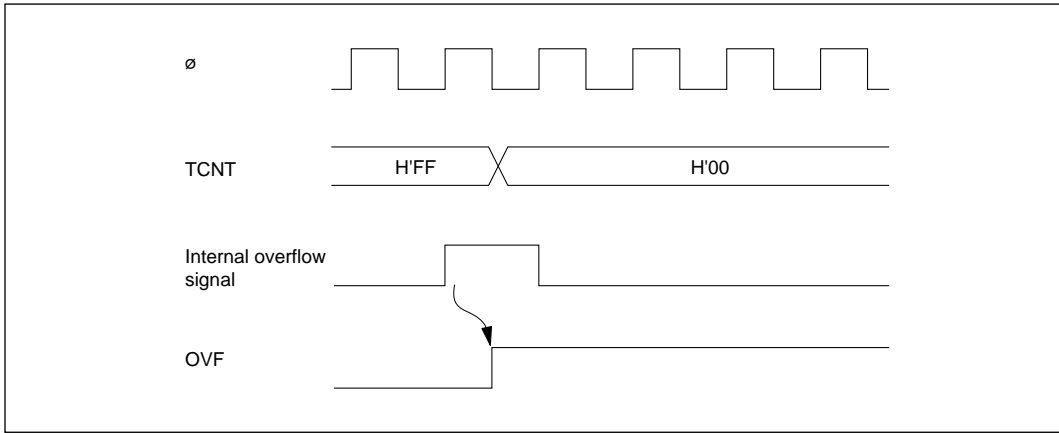 ø
TCNT
H'FF
H'00
Internal overflow
signal
OVF